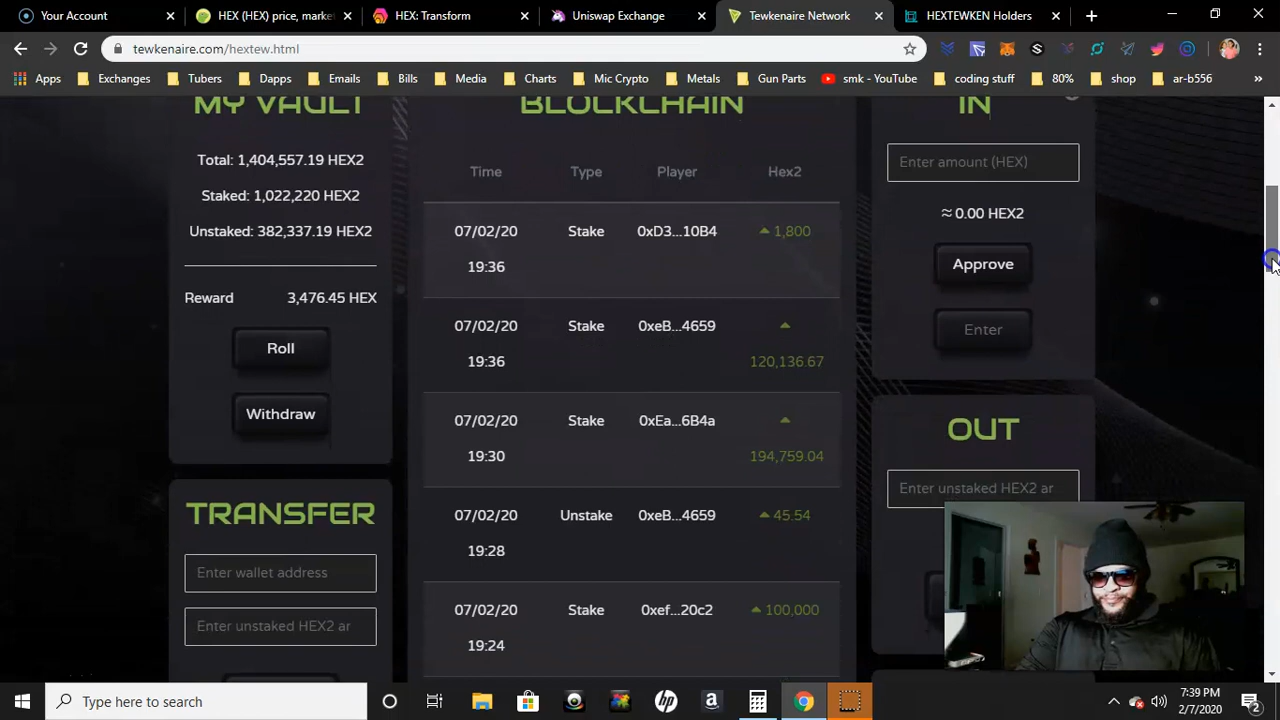 Your Account
HEX (HEX) price, marke
HEX: Transform
Uniswap Exchange
Tewkenaire Network
HEXTEWKEN Holders
tewkenaire.com/hextew.html
Apps
Exchanges
Tubers
Dapps
Emails
Bills
Media
Charts
Mic Crypto
Metals
Gun Parts
smk - YouTube
coding stuff
80%
shop
ar-b556
»
MY VAULT
Total: 1,404,557.19 HEX2
Staked: 1,022,220 HEX2
Unstaked: 382,337.19 HEX2
Reward 3,476.45 HEX
Roll
Withdraw
TRANSFER
Enter wallet address
Enter unstaked HEX2 ar
BLOCKCHAIN
Time Type Player Hex2
07/02/20 Stake 0xD3...10B4 1,800
19:36
07/02/20 Stake 0xeB...4659
19:36 120,136.67
07/02/20 Stake 0xEa...6B4a
19:30 194,759.04
07/02/20 Unstake 0xeB...4659 45.54
19:28
07/02/20 Stake 0xef...20c2 100,000
19:24
IN
Enter amount (HEX)
≈ 0.00 HEX2
Approve
Enter
OUT
Enter unstaked HEX2 ar
Type here to search
7:39 PM
2/7/2020
2